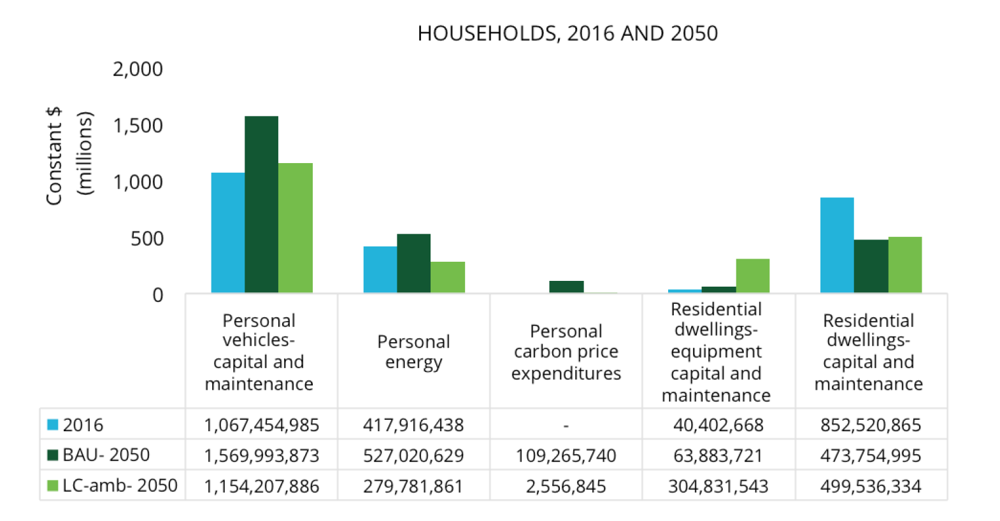 HOUSEHOLDS, 2016 AND 2050
Constant $
(millions)
2,000
1,500
1,000
500
0
Personal
vehicles-
capital and
maintenance
Personal
energy
Personal
carbon price
expenditures
Residential
dwellings-
equipment
capital and
maintenance
Residential
dwellings-
capital and
maintenance
2016 1,067,454,985 417,916,438 - 40,402,668 852,520,865
BAU- 2050 1,569,993,873 527,020,629 109,265,740 63,883,721 473,754,995
LC-amb- 2050 1,154,207,886 279,781,861 2,556,845 304,831,543 499,536,334